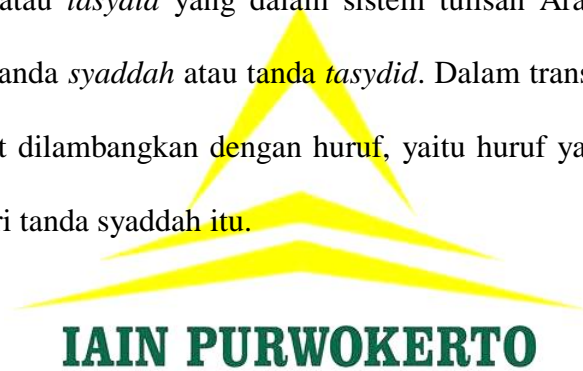 atau tasydid yang dalam sistem tulisan Ara
anda syaddah atau tanda tasydid. Dalam trans
t dilambangkan dengan huruf, yaitu huruf ya
ri tanda syaddah itu.
IAIN PURWOKERTO